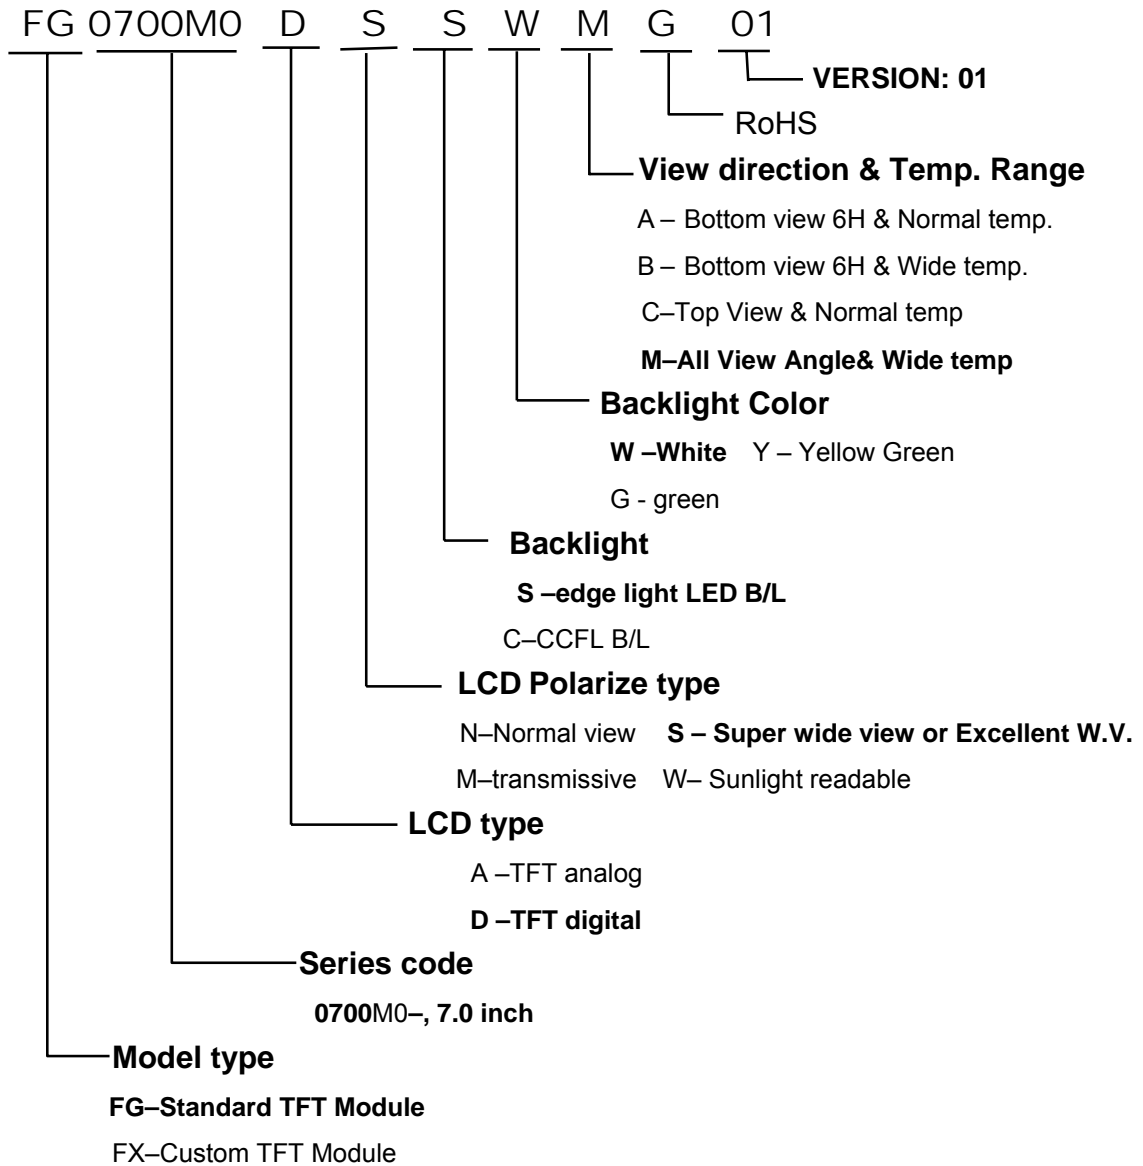 FG 0700M0 D S S W M G 01
VERSION: 01
RoHS
View direction & Temp. Range
A – Bottom view 6H & Normal temp.
B – Bottom view 6H & Wide temp.
C–Top View & Normal temp
M–All View Angle& Wide temp
Backlight Color
W –White Y – Yellow Green
G - green
Backlight
S –edge light LED B/L
C–CCFL B/L
LCD Polarize type
N–Normal view S – Super wide view or Excellent W.V.
M–transmissive W– Sunlight readable
LCD type
A –TFT analog
D –TFT digital
Series code
0700M0–, 7.0 inch
Model type
FG–Standard TFT Module
FX–Custom TFT Module